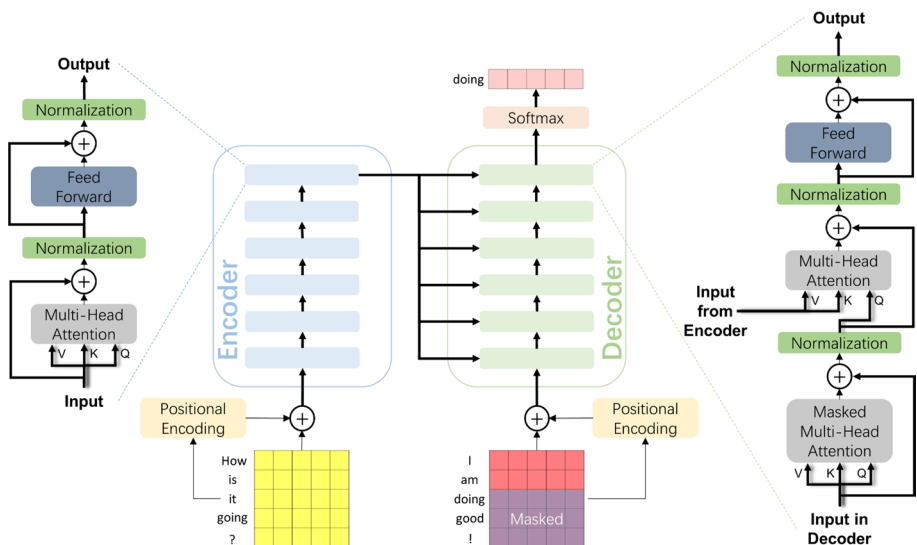 Output
Normalization
+
Feed
Forward
Normalization
+
Multi-Head
Attention
V K Q
Input
Encoder
Positional
Encoding
+
How
is
it
going
?
doing
Softmax
Decoder
+
Positional
Encoding
I
am
doing
good
!
Masked
Output
Normalization
+
Feed
Forward
Normalization
+
Multi-Head
Attention
V K Q
Input
from
Encoder
Normalization
+
Masked
Multi-Head
Attention
V K Q
Input in
Decoder